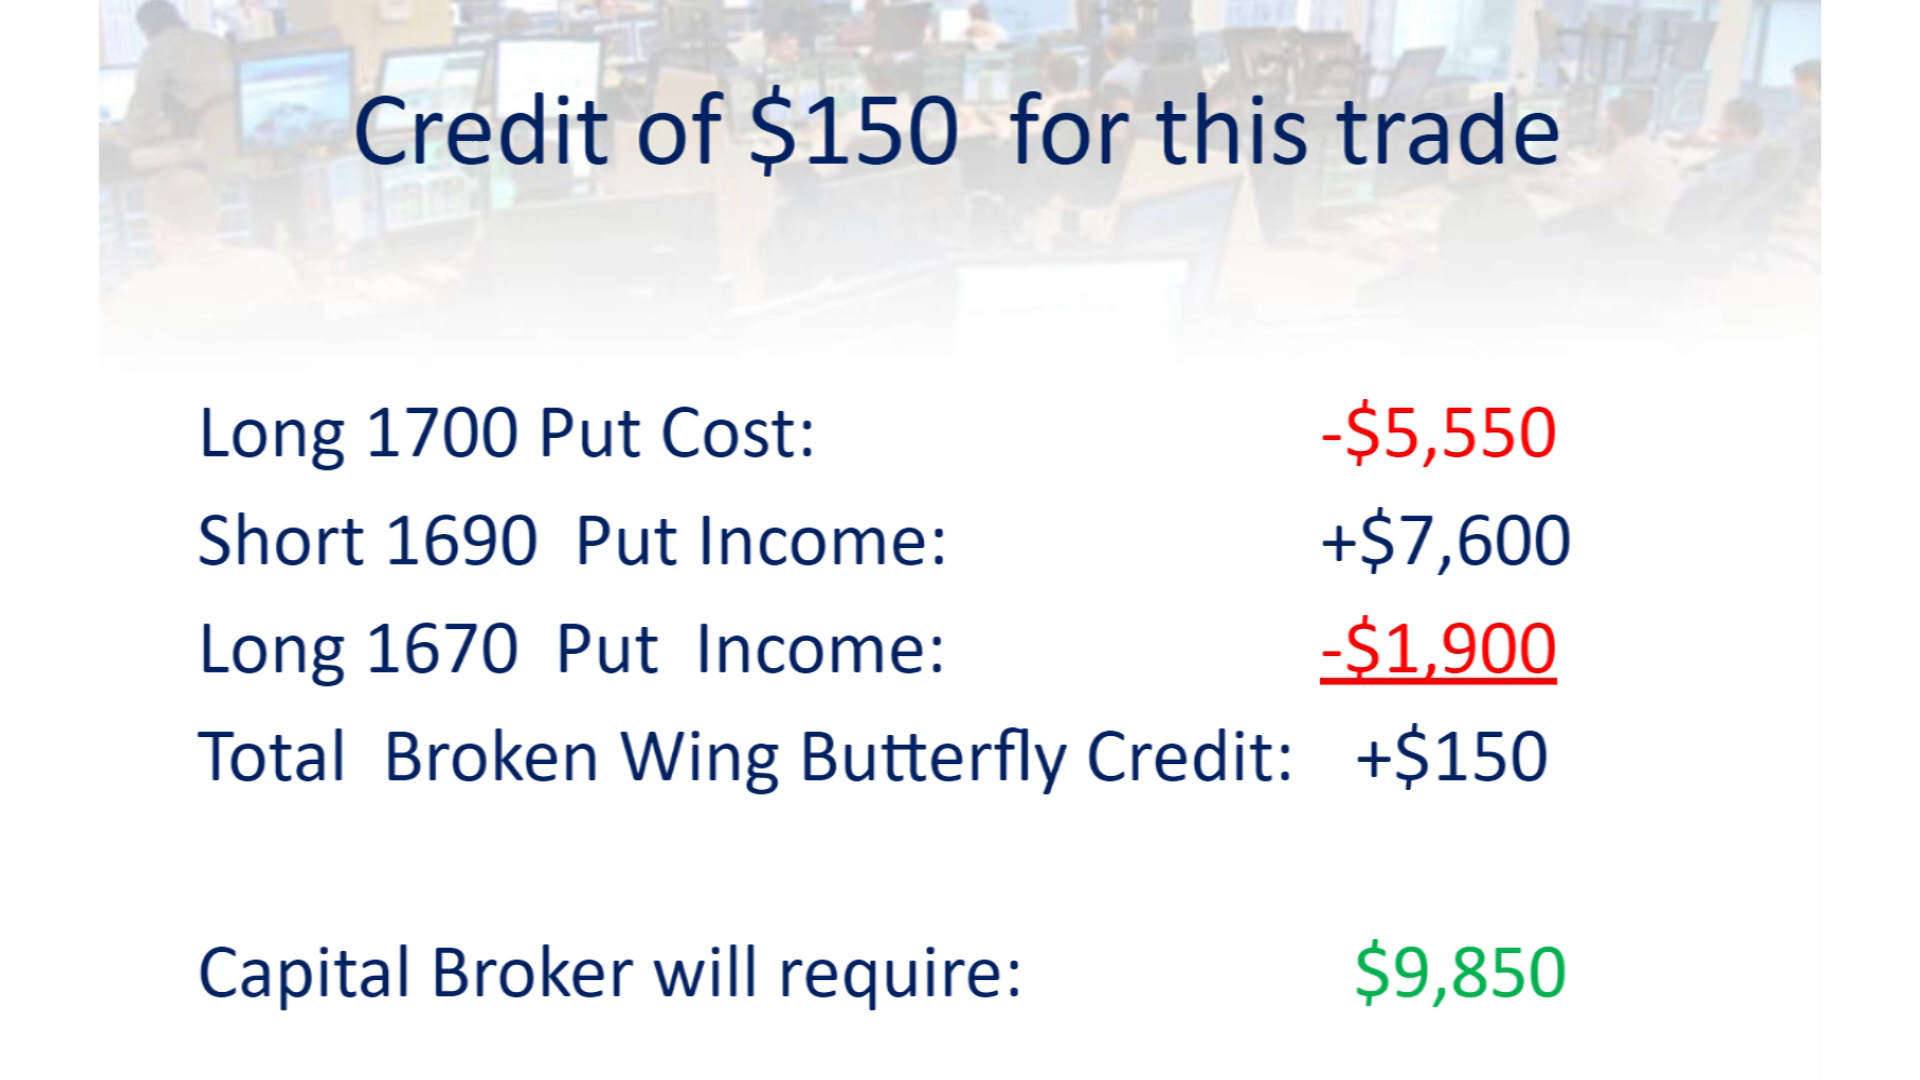 Credit of $150 for this trade
Long 1700 Put Cost: -$5,550
Short 1690 Put Income: +$7,600
Long 1670 Put Income: -$1,900
Total Broken Wing Butterfly Credit: +$150
Capital Broker will require: $9,850